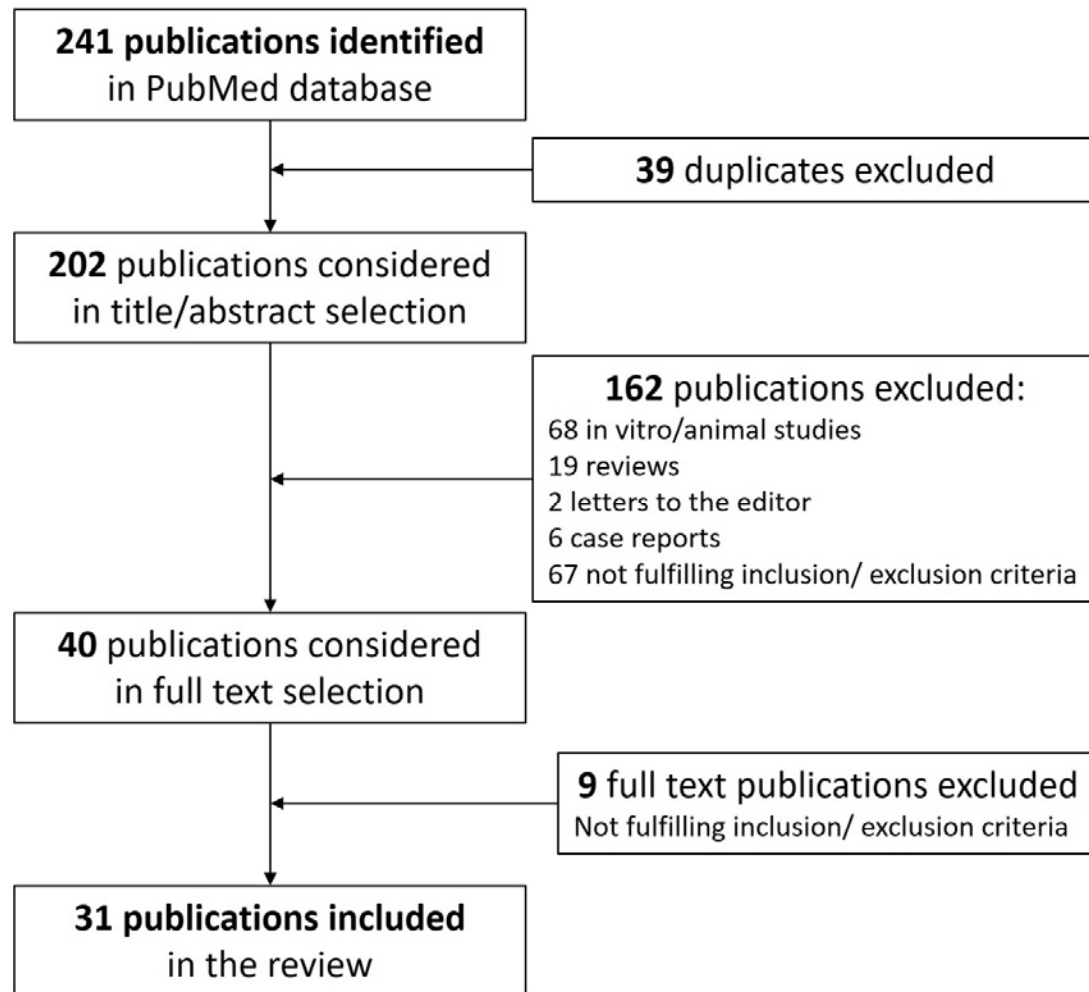 241 publications identified
in PubMed database
39 duplicates excluded
202 publications considered
in title/abstract selection
162 publications excluded:
68 in vitro/animal studies
19 reviews
2 letters to the editor
6 case reports
67 not fulfilling inclusion/ exclusion criteria
40 publications considered
in full text selection
9 full text publications excluded
Not fulfilling inclusion/ exclusion criteria
31 publications included
in the review